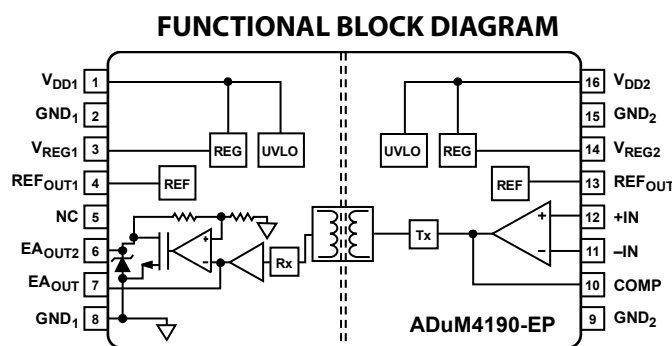 FUNCTIONAL BLOCK DIAGRAM
VDD1 1
GND1 2
VREG1 3
REFOUT1 4
NC 5
EAOUT2 6
EAOUT 7
GND1 8
REG
UVLO
REF
+
−
Rx
Tx
UVLO
REG
REF
+
−
ADuM4190-EP
16 VDD2
15 GND2
14 VREG2
13 REFOUT
12 +IN
11 −IN
10 COMP
9 GND2